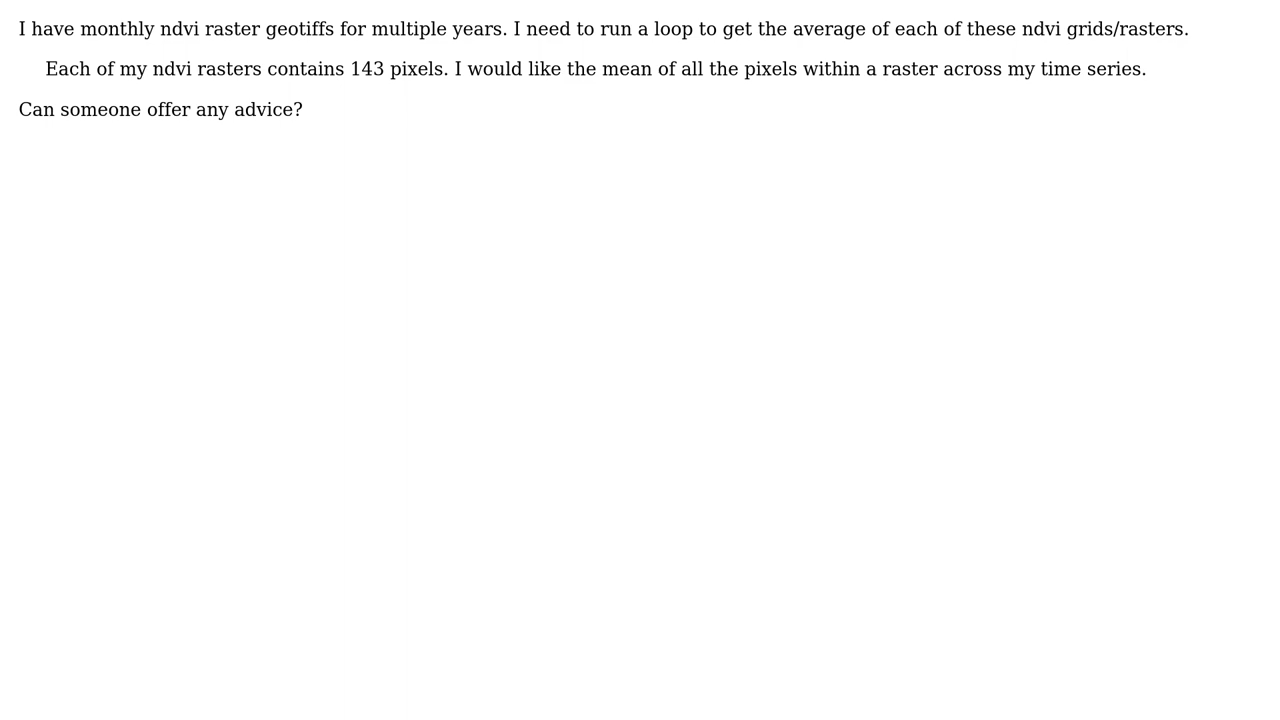 I have monthly ndvi raster geotiffs for multiple years. I need to run a loop to get the average of each of these ndvi grids/rasters.
Each of my ndvi rasters contains 143 pixels. I would like the mean of all the pixels within a raster across my time series.
Can someone offer any advice?